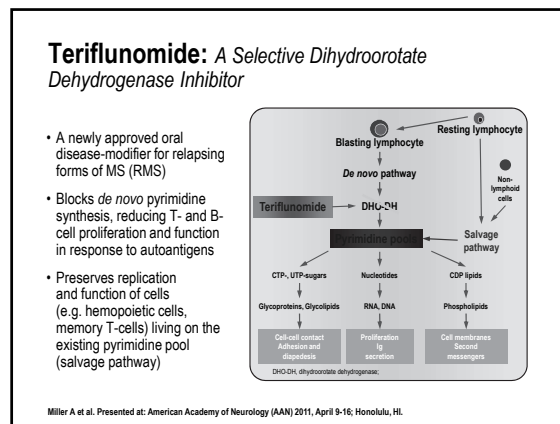 Teriflunomide: A Selective Dihydroorotate
Dehydrogenase Inhibitor
• A newly approved oral
disease-modifier for relapsing
forms of MS (RMS)
• Blocks de novo pyrimidine
synthesis, reducing T- and B-
cell proliferation and function
in response to autoantigens
• Preserves replication
and function of cells
(e.g. hemopoietic cells,
memory T-cells) living on the
existing pyrimidine pool
(salvage pathway)
Resting lymphocyte
Blasting lymphocyte
De novo pathway
Non-
lymphoid
cells
Teriflunomide
DHO-DH
Salvage
pathway
Pyrimidine pools
CTP-, UTP-sugars
Nucleotides
CDP lipids
Glycoproteins, Glycolipids
RNA, DNA
Phospholipids
Cell-cell contact
Adhesion and
diapedesis
Proliferation
Ig
secretion
Cell membranes
Second
messengers
DHO-DH, dihydroorotate dehydrogenase;
Miller A et al. Presented at: American Academy of Neurology (AAN) 2011, April 9-16; Honolulu, HI.